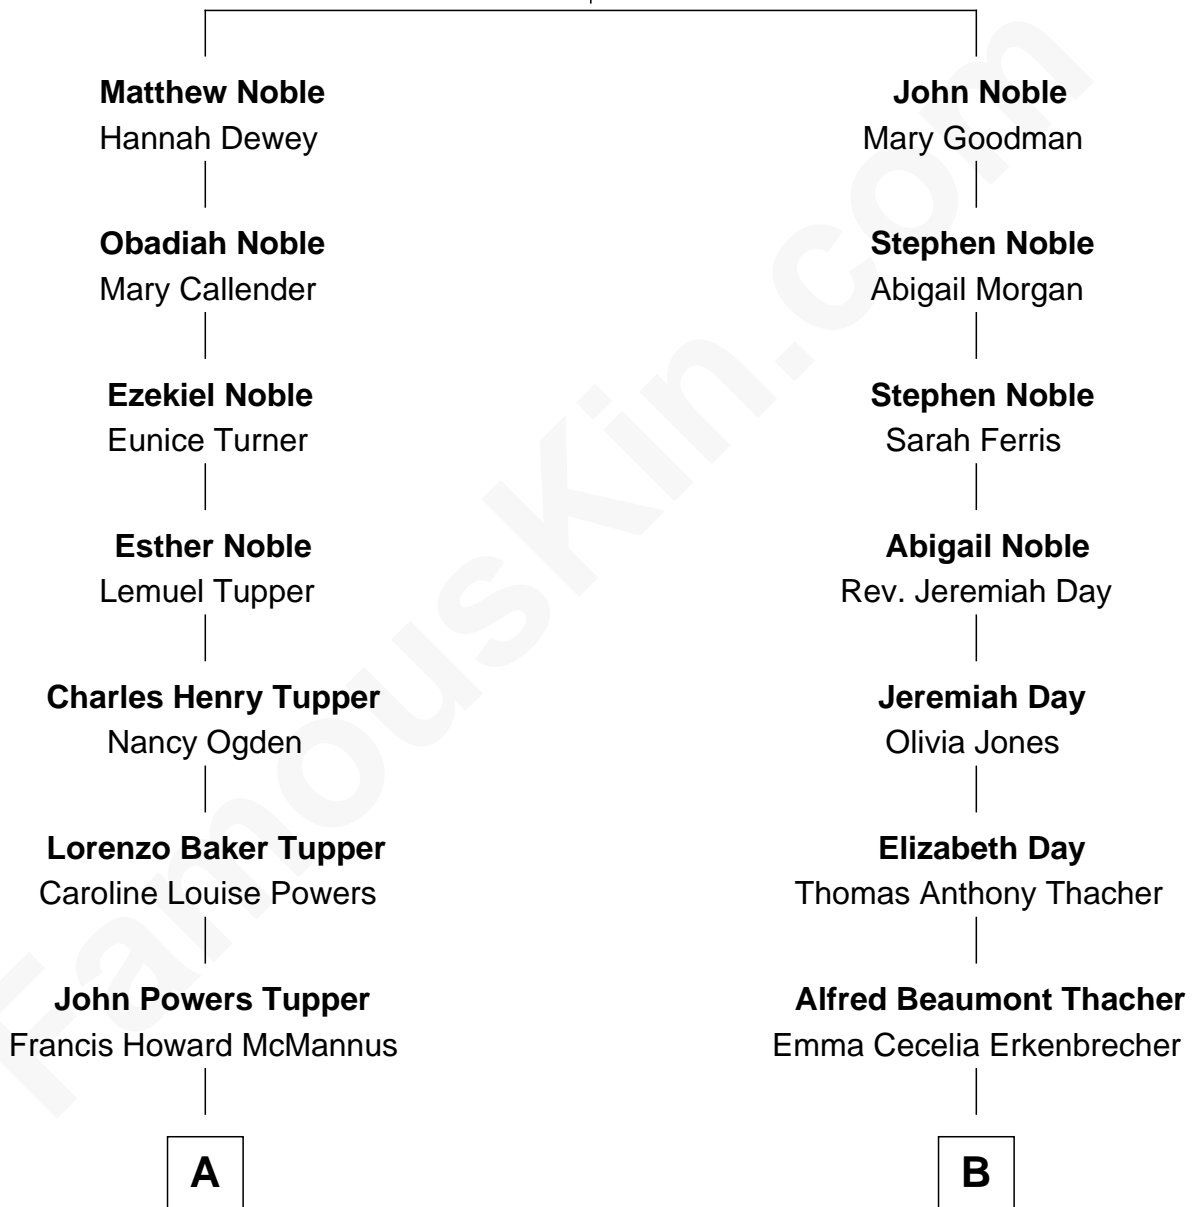 Matthew Noble
Hannah Dewey
Obadiah Noble
Mary Callender
Ezekiel Noble
Eunice Turner
Esther Noble
Lemuel Tupper
Charles Henry Tupper
Nancy Ogden
Lorenzo Baker Tupper
Caroline Louise Powers
John Powers Tupper
Francis Howard McMannus
A
John Noble
Mary Goodman
Stephen Noble
Abigail Morgan
Stephen Noble
Sarah Ferris
Abigail Noble
Rev. Jeremiah Day
Jeremiah Day
Olivia Jones
Elizabeth Day
Thomas Anthony Thacher
Alfred Beaumont Thacher
Emma Cecelia Erkenbrecher
B
FamousKin.com